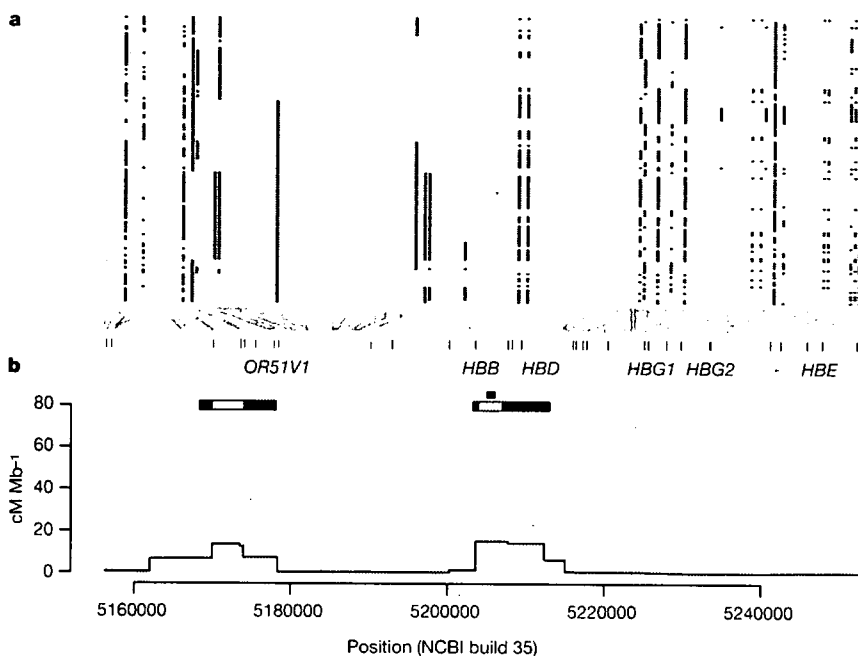 a
OR51V1 HBB HBD HBG1 HBG2 HBE
b
80
60
40
20
0
cM Mb⁻¹
5160000 5180000 5200000 5220000 5240000
Position (NCBI build 35)